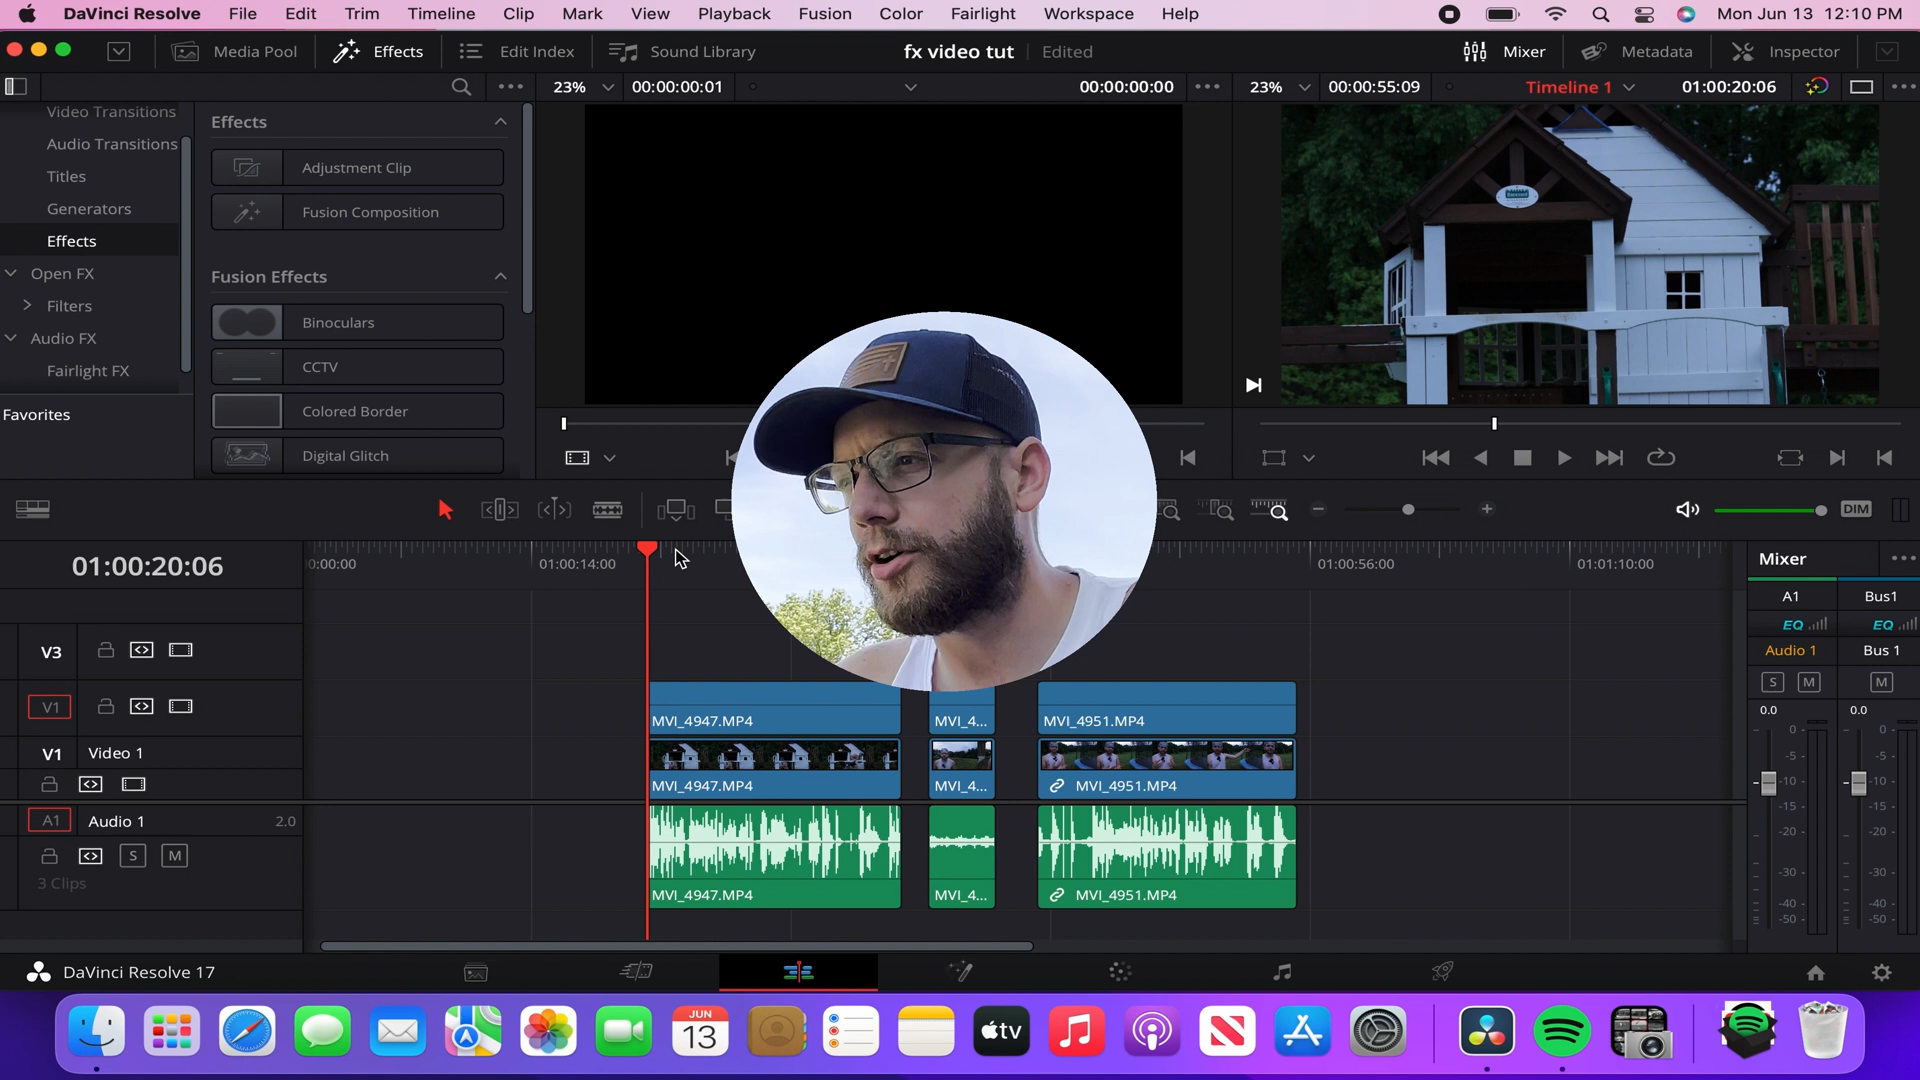 DaVinci Resolve File Edit Trim Timeline Clip Mark View Playback Fusion Color Fairlight Workspace Help Mon Jun 13 12:10 PM
Media Pool Effects Edit Index Sound Library fx video tut Edited Mixer Metadata Inspector
23% 00:00:00:01 00:00:00:00 23% 00:00:55:09 Timeline 1 01:00:20:06
Video Transitions
Audio Transitions
Titles
Generators
Effects
Open FX
Filters
Audio FX
Fairlight FX
Favorites
Effects
Adjustment Clip
Fusion Composition
Fusion Effects
Binoculars
CCTV
Colored Border
Digital Glitch
DIM
01:00:20:06
0:00:00 01:00:14:00 01:00:56:00 01:01:10:00
V3
V1
V1 Video 1
A1 Audio 1 2.0
S M
3 Clips
MVI_4947.MP4 MVI_4... MVI_4951.MP4
MVI_4947.MP4 MVI_4... MVI_4951.MP4
MVI_4947.MP4 MVI_4... MVI_4951.MP4
Mixer
A1 Bus1
EQ EQ
Audio 1 Bus 1
S M M
0.0 0.0
0 0
-5 -5
-10 -10
-15 -15
-20 -20
-30 -30
-40 -40
-50 -50
DaVinci Resolve 17
JUN
13
tv